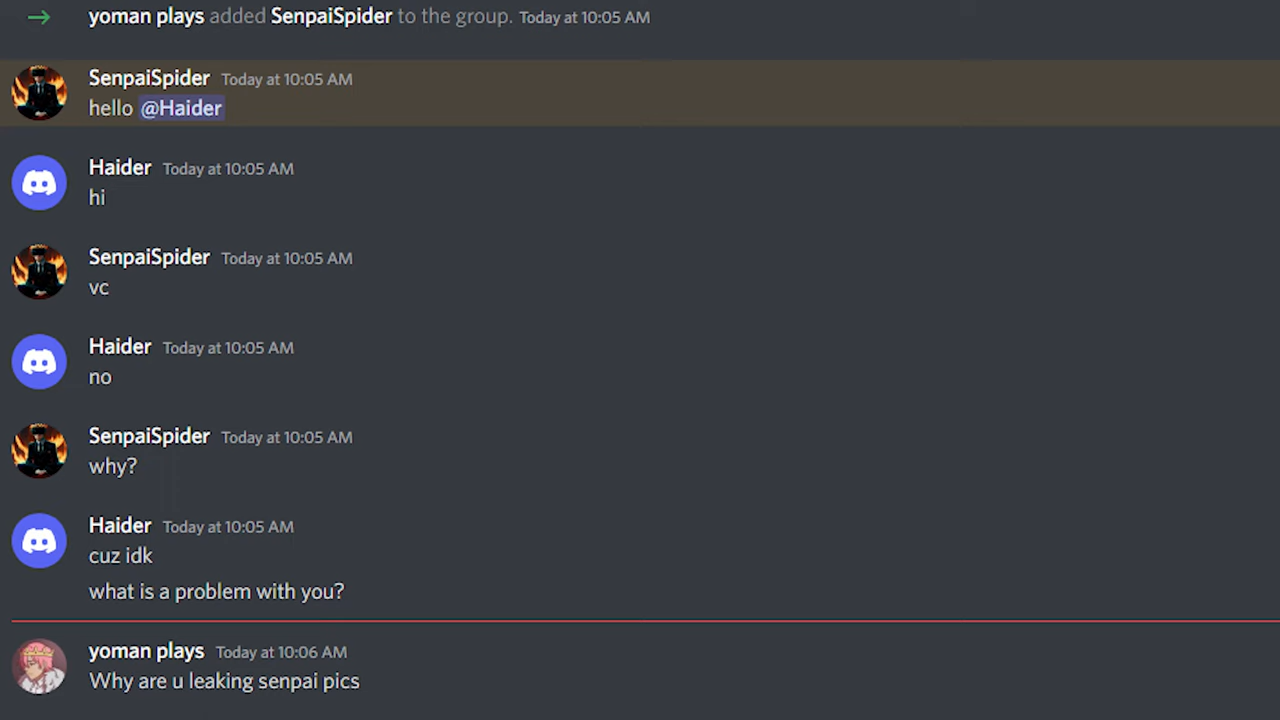 yoman plays added SenpaiSpider to the group. Today at 10:05 AM
SenpaiSpider Today at 10:05 AM
hello @Haider
Haider Today at 10:05 AM
hi
SenpaiSpider Today at 10:05 AM
vc
Haider Today at 10:05 AM
no
SenpaiSpider Today at 10:05 AM
why?
Haider Today at 10:05 AM
cuz idk
what is a problem with you?
yoman plays Today at 10:06 AM
Why are u leaking senpai pics